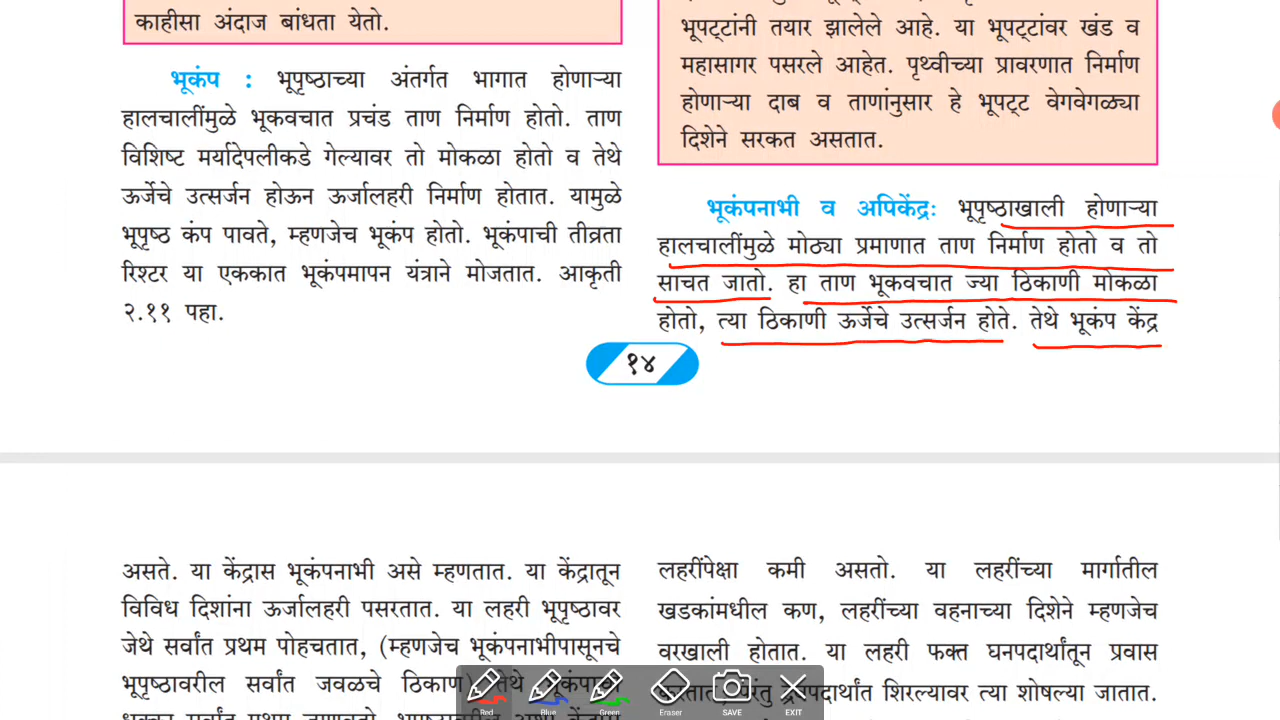 काहीसा अंदाज बांधता येतो.
भूकंप : भूपृष्ठाच्या अंतर्गत भागात होणाऱ्या
हालचालींमुळे भूकवचात प्रचंड ताण निर्माण होतो. ताण
विशिष्ट मर्यादेपलीकडे गेल्यावर तो मोकळा होतो व तेथे
ऊर्जेचे उत्सर्जन होऊन ऊर्जालहरी निर्माण होतात. यामुळे
भूपृष्ठ कंप पावते, म्हणजेच भूकंप होतो. भूकंपाची तीव्रता
रिश्टर या एककात भूकंपमापन यंत्राने मोजतात. आकृती
२.११ पहा.
भूपट्टांनी तयार झालेले आहे. या भूपट्टांवर खंड व
महासागर पसरले आहेत. पृथ्वीच्या प्रावरणात निर्माण
होणाऱ्या दाब व ताणांनुसार हे भूपट्ट वेगवेगळ्या
दिशेने सरकत असतात.
भूकंपनाभी व अपिकेंद्र: भूपृष्ठाखाली होणाऱ्या
हालचालींमुळे मोठ्या प्रमाणात ताण निर्माण होतो व तो
साचत जातो. हा ताण भूकवचात ज्या ठिकाणी मोकळा
होतो, त्या ठिकाणी ऊर्जेचे उत्सर्जन होते. तेथे भूकंप केंद्र
१४
असते. या केंद्रास भूकंपनाभी असे म्हणतात. या केंद्रातून
विविध दिशांना ऊर्जालहरी पसरतात. या लहरी भूपृष्ठावर
जेथे सर्वांत प्रथम पोहचतात, (म्हणजेच भूकंपनाभीपासूनचे
भूपृष्ठावरील सर्वांत जवळचे ठिकाण) तेथे
लहरींपेक्षा कमी असतो. या लहरींच्या मार्गातील
खडकांमधील कण, लहरींच्या वहनाच्या दिशेने म्हणजेच
वरखाली होतात. या लहरी फक्त घनपदार्थांतून प्रवास
शिरल्यावर त्या शोषल्या जातात.
Red Blue Green Eraser SAVE EXIT